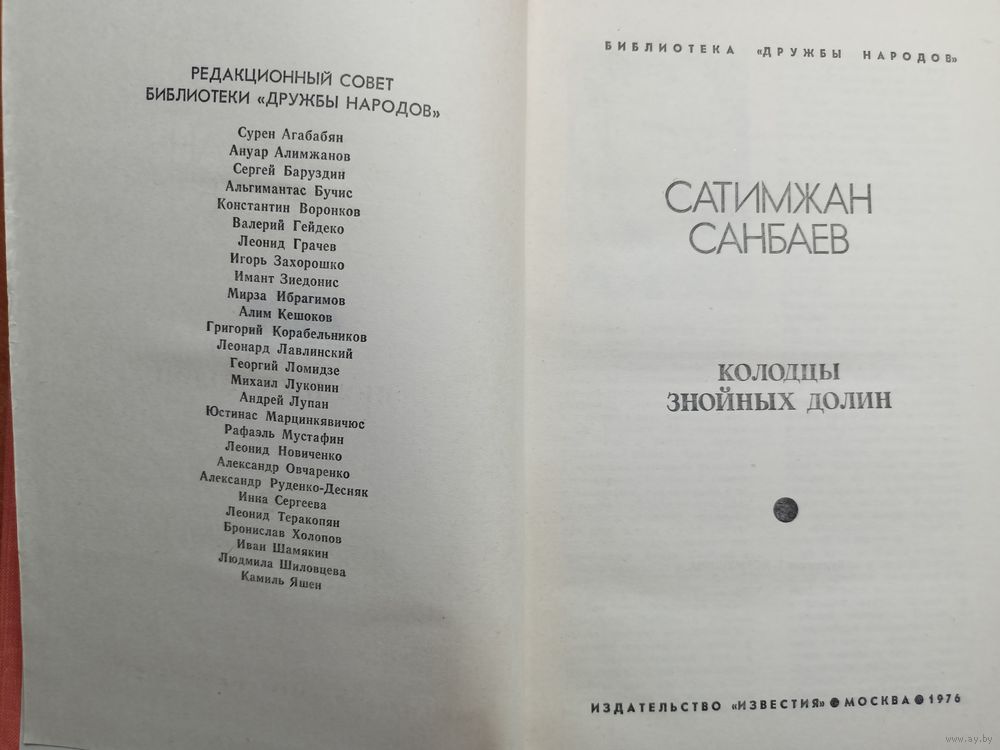 РЕДАКЦИОННЫЙ СОВЕТ
БИБЛИОТЕКИ «ДРУЖБЫ НАРОДОВ»
Сурен Агабабян
Ануар Алимжанов
Сергей Баруздин
Альгимантас Бучис
Константин Воронков
Валерий Гейдеко
Леонид Грачев
Игорь Захорошко
Имант Зиедонис
Мирза Ибрагимов
Алим Кешоков
Григорий Корабельников
Леонард Лавлинский
Георгий Ломидзе
Михаил Луконин
Андрей Лупан
Юстинас Марцинкявичюс
Рафаэль Мустафин
Леонид Новиченко
Александр Овчаренко
Александр Руденко-Десняк
Инна Сергеева
Леонид Теракопян
Бронислав Холопов
Иван Шамякин
Людмила Шиловцева
Камиль Яшен
БИБЛИОТЕКА «ДРУЖБЫ НАРОДОВ»
САТИМЖАН
САНБАЕВ
КОЛОДЦЫ
ЗНОЙНЫХ ДОЛИН
ИЗДАТЕЛЬСТВО «ИЗВЕСТИЯ» ● МОСКВА ● 1976
www.ay.by